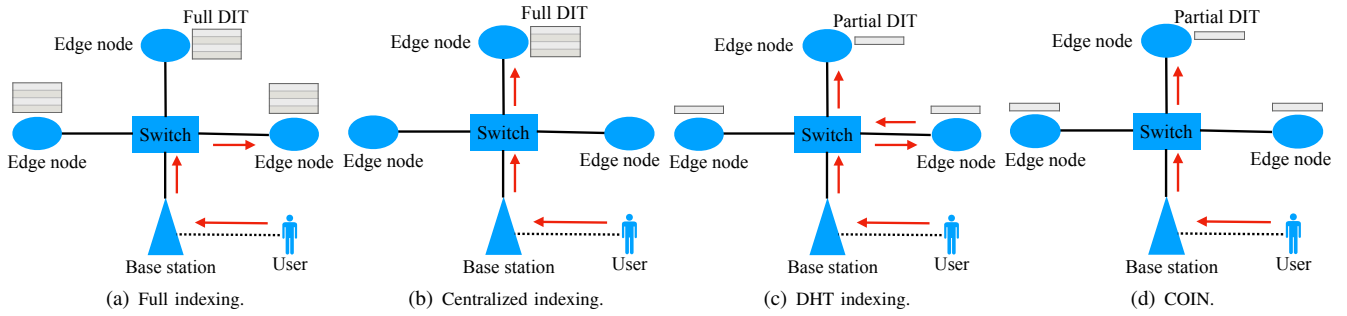 Full DIT
Edge node
Edge node
Switch
Edge node
Base station
User
(a) Full indexing.
Full DIT
Edge node
Switch
Edge node
Edge node
Base station
User
(b) Centralized indexing.
Partial DIT
Edge node
Switch
Edge node
Edge node
Base station
User
(c) DHT indexing.
Partial DIT
Edge node
Switch
Edge node
Edge node
Base station
User
(d) COIN.